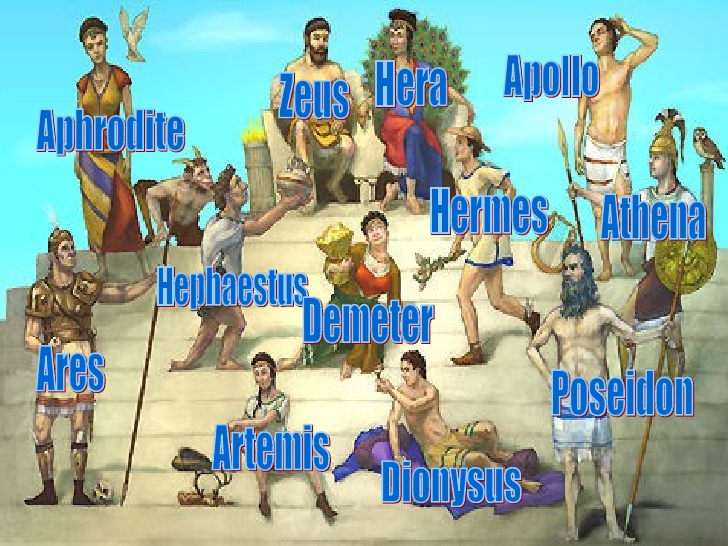 Zeus
Hera
Apollo
Aphrodite
Hermes
Athena
Hephaestus
Demeter
Ares
Poseidon
Artemis
Dionysus